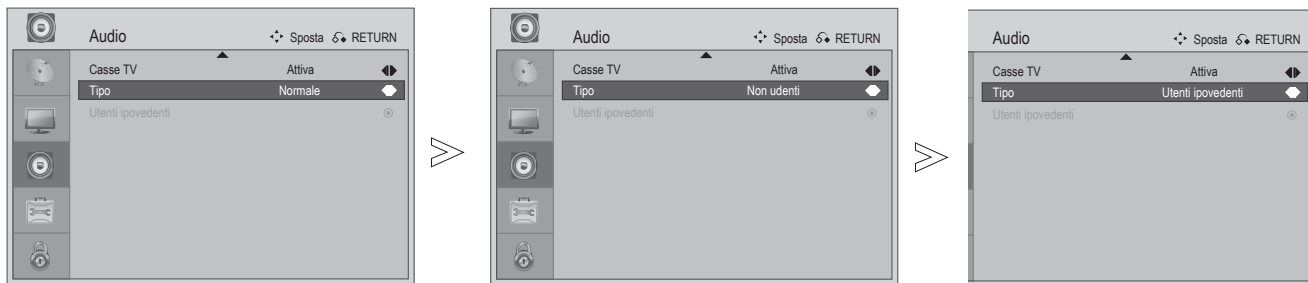 Audio Sposta RETURN
Casse TV Attiva
Tipo Normale
Utenti ipovedenti
Audio Sposta RETURN
Casse TV Attiva
Tipo Non udenti
Utenti ipovedenti
Audio Sposta RETURN
Casse TV Attiva
Tipo Utenti ipovedenti
Utenti ipovedenti